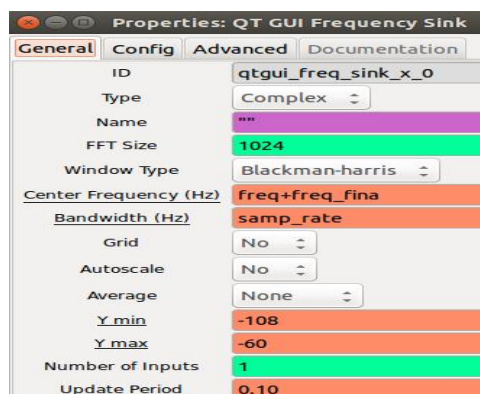 Properties: QT GUI Frequency Sink
General Config Advanced Documentation
ID qtgui_freq_sink_x_0
Type Complex
Name ""
FFT Size 1024
Window Type Blackman-harris
Center Frequency (Hz) freq+freq_fina
Bandwidth (Hz) samp_rate
Grid No
Autoscale No
Average None
Y min -108
Y max -60
Number of Inputs 1
Update Period 0.10